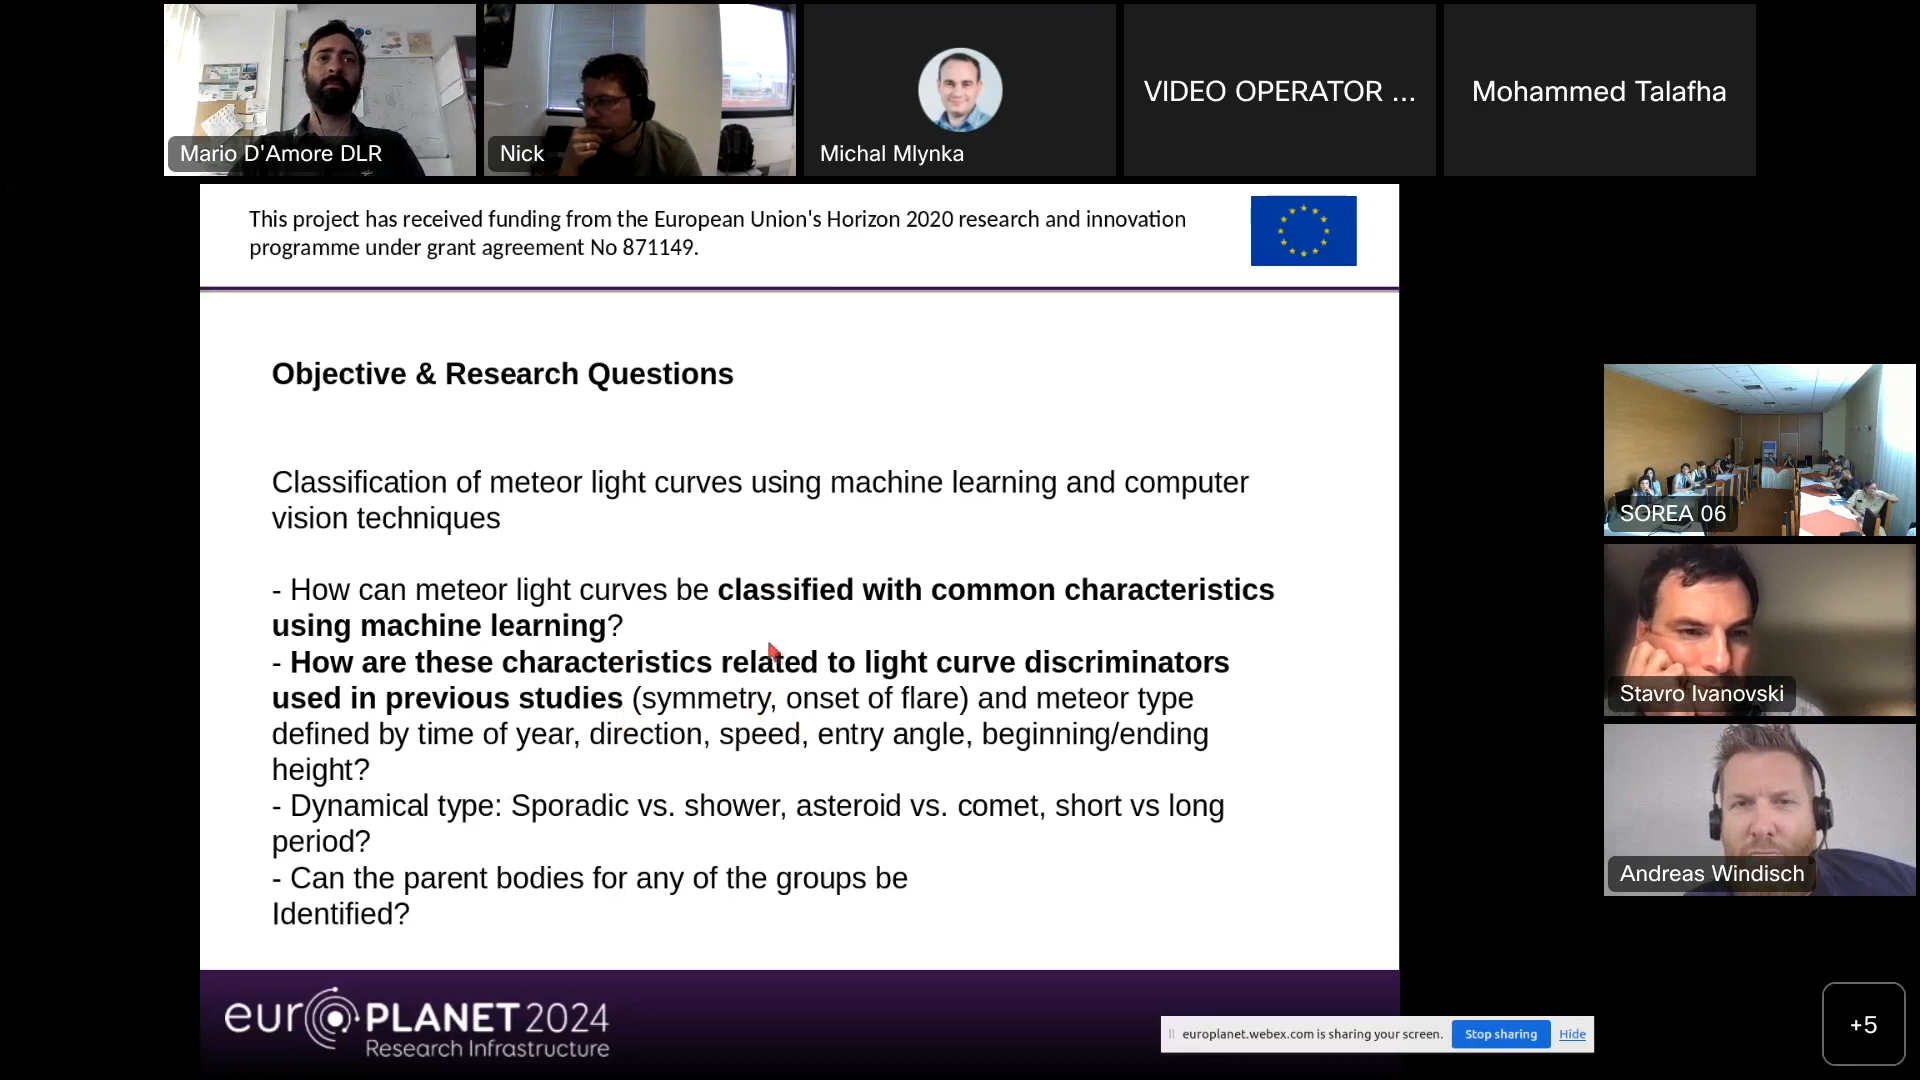 Mario D'Amore DLR
Nick
Michal Mlynka
VIDEO OPERATOR ...
Mohammed Talafha
This project has received funding from the European Union's Horizon 2020 research and innovation
programme under grant agreement No 871149.
Objective & Research Questions
Classification of meteor light curves using machine learning and computer
vision techniques
- How can meteor light curves be classified with common characteristics
using machine learning?
- How are these characteristics related to light curve discriminators
used in previous studies (symmetry, onset of flare) and meteor type
defined by time of year, direction, speed, entry angle, beginning/ending
height?
- Dynamical type: Sporadic vs. shower, asteroid vs. comet, short vs long
period?
- Can the parent bodies for any of the groups be
Identified?
euroPLANET 2024
Research Infrastructure
europlanet.webex.com is sharing your screen.
Stop sharing
Hide
SOREA 06
Stavro Ivanovski
Andreas Windisch
+5